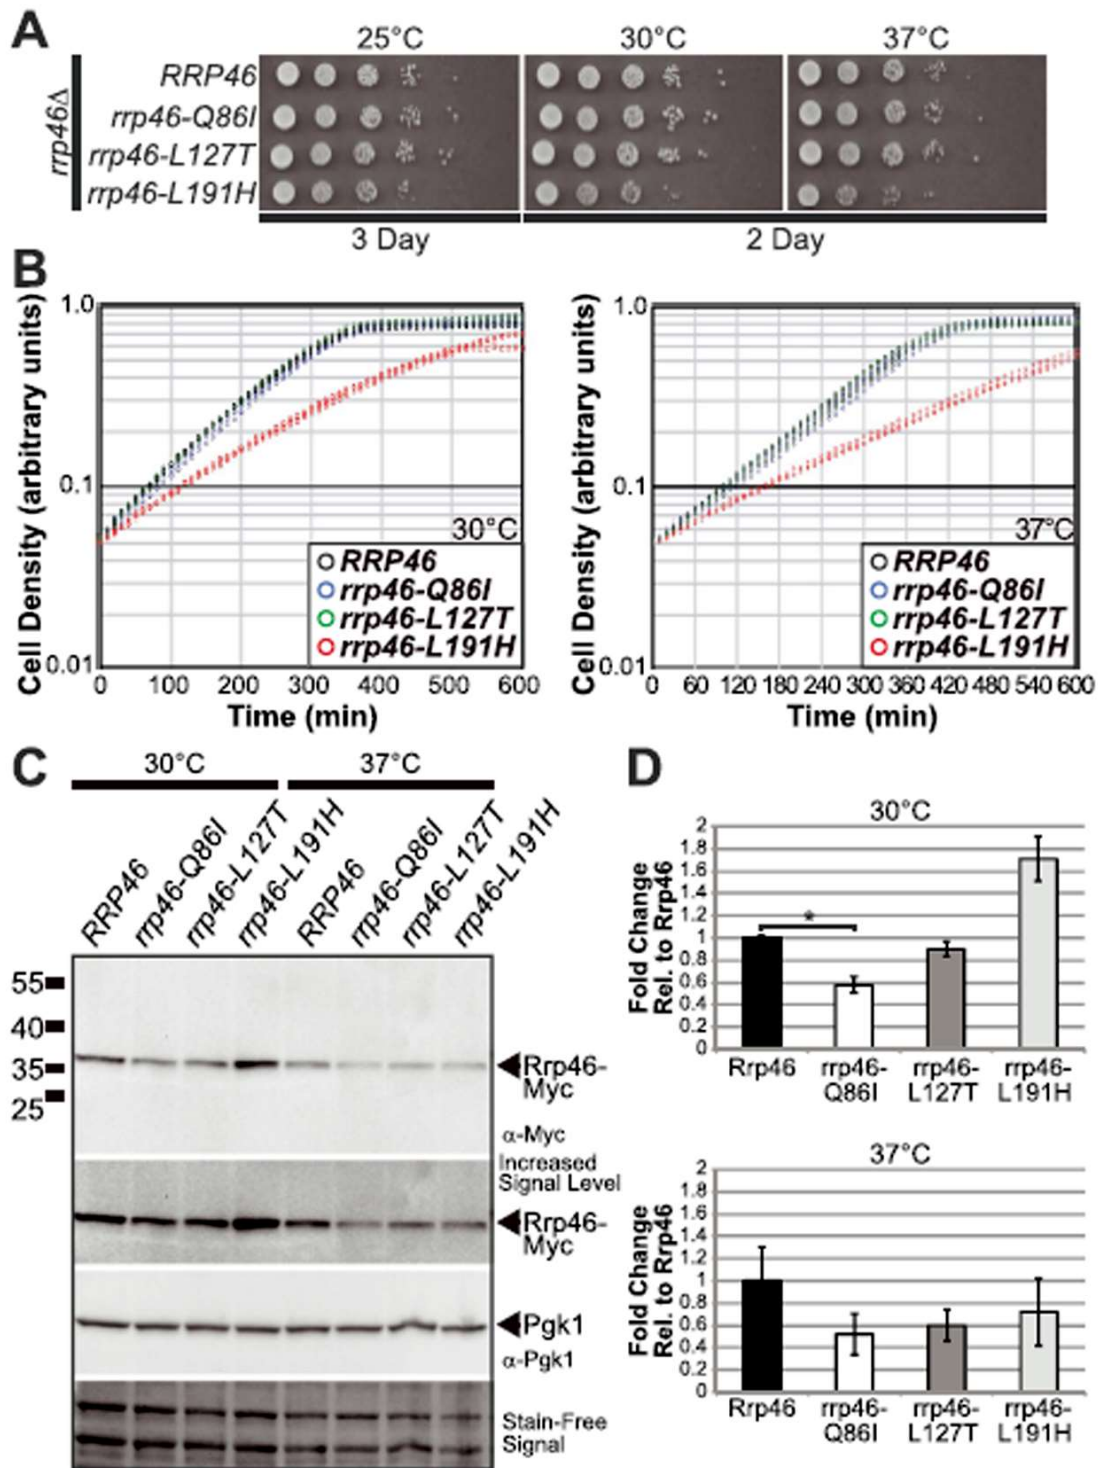 A
25°C 30°C 37°C
rrp46Δ
RRP46
rrp46-Q86I
rrp46-L127T
rrp46-L191H
3 Day 2 Day
B
Cell Density (arbitrary units)
1.0
0.1
0.01
30°C
RRP46
rrp46-Q86I
rrp46-L127T
rrp46-L191H
0 100 200 300 400 500 600
Time (min)
Cell Density (arbitrary units)
1.0
0.1
0.01
37°C
RRP46
rrp46-Q86I
rrp46-L127T
rrp46-L191H
0 60 120 180 240 300 360 420 480 540 600
Time (min)
C
30°C 37°C
RRP46
rrp46-Q86I
rrp46-L127T
rrp46-L191H
RRP46
rrp46-Q86I
rrp46-L127T
rrp46-L191H
55
40
35
25
Rrp46-
Myc
α-Myc
Increased
Signal Level
Rrp46-
Myc
Pgk1
α-Pgk1
Stain-Free
Signal
D
30°C
Fold Change
Rel. to Rrp46
2
1.8
1.6
1.4
1.2
1
0.8
0.6
0.4
0.2
0
*
Rrp46 rrp46- rrp46- rrp46-
Q86I L127T L191H
37°C
Fold Change
Rel. to Rrp46
2
1.8
1.6
1.4
1.2
1
0.8
0.6
0.4
0.2
0
Rrp46 rrp46- rrp46- rrp46-
Q86I L127T L191H